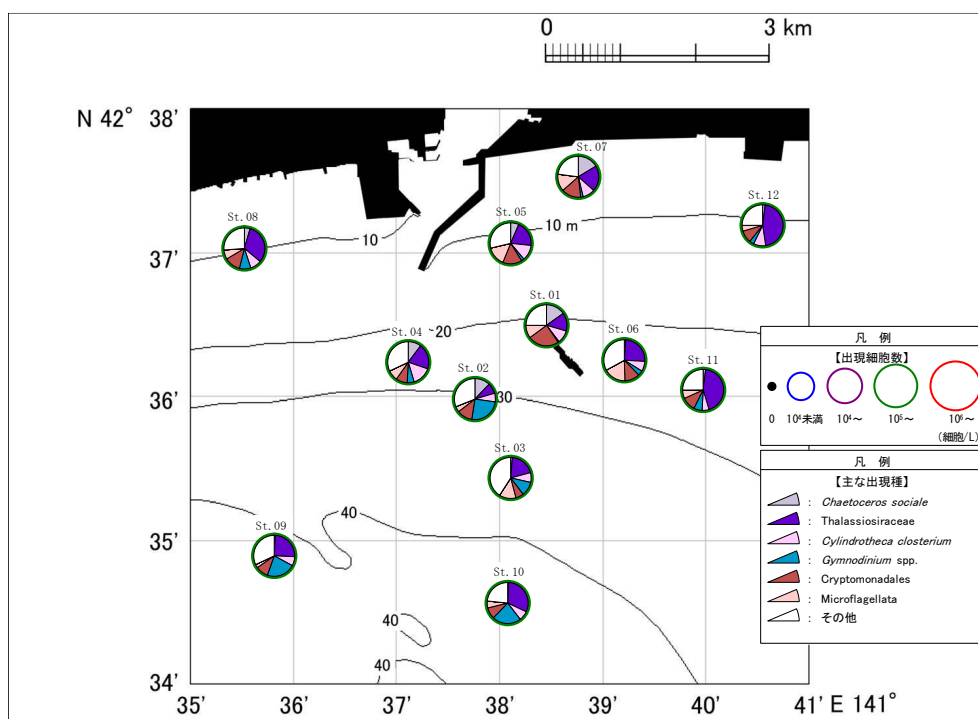 0 3 km
N 42° 38'
37'
36'
35'
34'
35' 36' 37' 38' 39' 40' 41' E 141°
St.07
St.12
St.05
St.08
10
10 m
St.01
St.04
20
St.06
St.02
St.11
30
St.03
St.09
40
St.10
40
40
凡 例
【出現細胞数】
0 10⁴未満 10⁴～ 10⁵～ 10⁶～
(細胞/L)
凡 例
【主な出現種】
: Chaetoceros sociale
: Thalassiosiraceae
: Cylindrotheca closterium
: Gymnodinium spp.
: Cryptomonadales
: Microflagellata
: その他